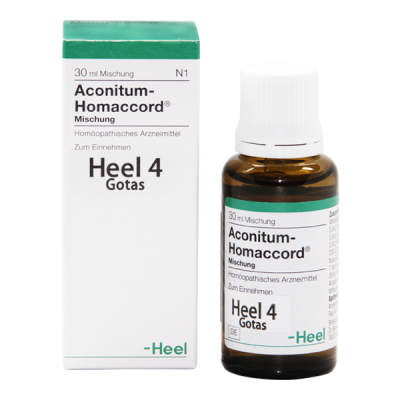 30 ml Mischung N1
Aconitum-
Homaccord®
Mischung
Homöopathisches Arzneimittel
Zum Einnehmen
Heel 4
Gotas
-Heel
30 ml Mischung
Aconitum-
Homaccord®
Mischung
Homöopathisches Arzneimittel
Zum Einnehmen
Heel 4
Gotas
DE
-Heel